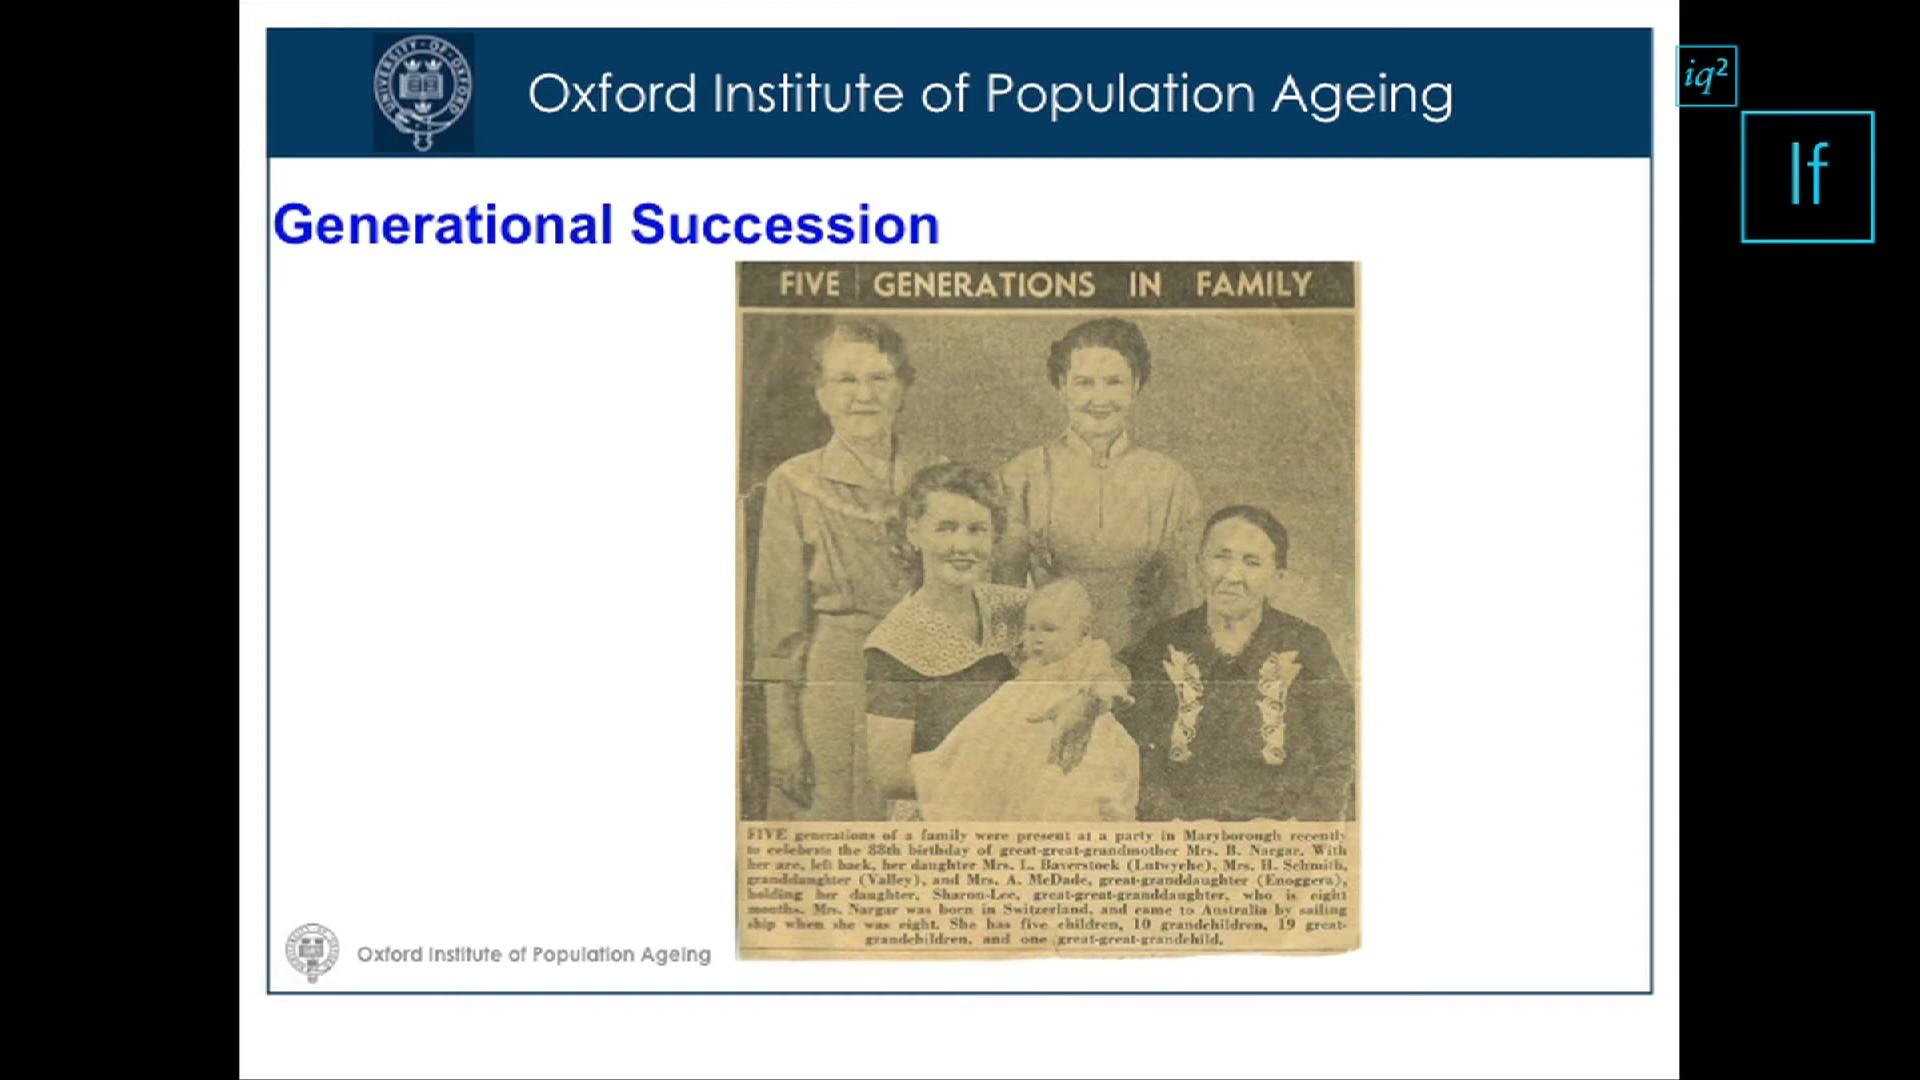 UNIVERSITY OF OXFORD
Oxford Institute of Population Ageing
iq²
If
Generational Succession
FIVE GENERATIONS IN FAMILY
FIVE generations of a family were present at a party in Maryborough recently
to celebrate the 88th birthday of great-great-grandmother Mrs. B. Nargar. With
her are, left back, her daughter Mrs. L. Baverstock (Lutwyche), Mrs. H. Schmith,
granddaughter (Valley), and Mrs. A. McDade, great-granddaughter (Enoggera),
holding her daughter, Sharon-Lee, great-great-granddaughter, who is eight
months. Mrs. Nargar was born in Switzerland, and came to Australia by sailing
ship when she was eight. She has five children, 10 grandchildren, 19 great-
grandchildren, and one great-great-grandchild.
Oxford Institute of Population Ageing